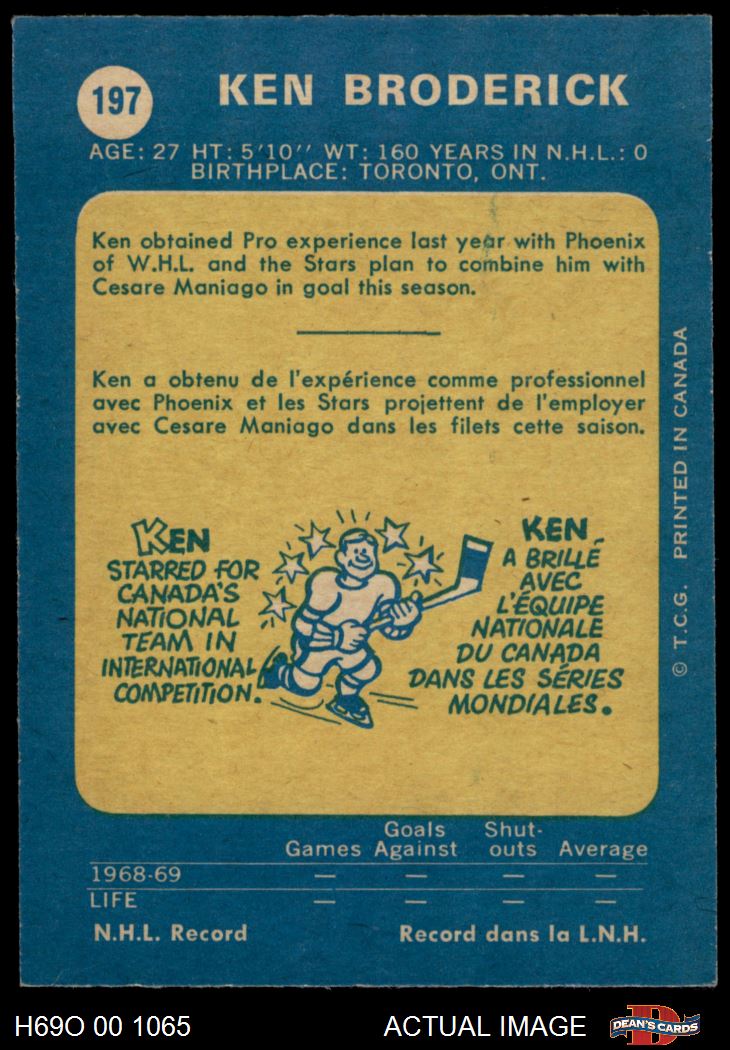 197
KEN BRODERICK
AGE: 27 HT: 5'10'' WT: 160 YEARS IN N.H.L.: 0
BIRTHPLACE: TORONTO, ONT.
Ken obtained Pro experience last year with Phoenix
of W.H.L. and the Stars plan to combine him with
Cesare Maniago in goal this season.
Ken a obtenu de l'expérience comme professionnel
avec Phoenix et les Stars projettent de l'employer
avec Cesare Maniago dans les filets cette saison.
KEN
STARRED FOR
CANADA'S
NATIONAL
TEAM IN
INTERNATIONAL
COMPETITION.
KEN
A BRILLÉ
AVEC
L'ÉQUIPE
NATIONALE
DU CANADA
DANS LES SÉRIES
MONDIALES.
© T.C.G. PRINTED IN CANADA
Games Goals Against Shut-outs Average
1968-69 — — — —
LIFE — — — —
N.H.L. Record Record dans la L.N.H.
H69O 00 1065 ACTUAL IMAGE D DEAN'S CARDS